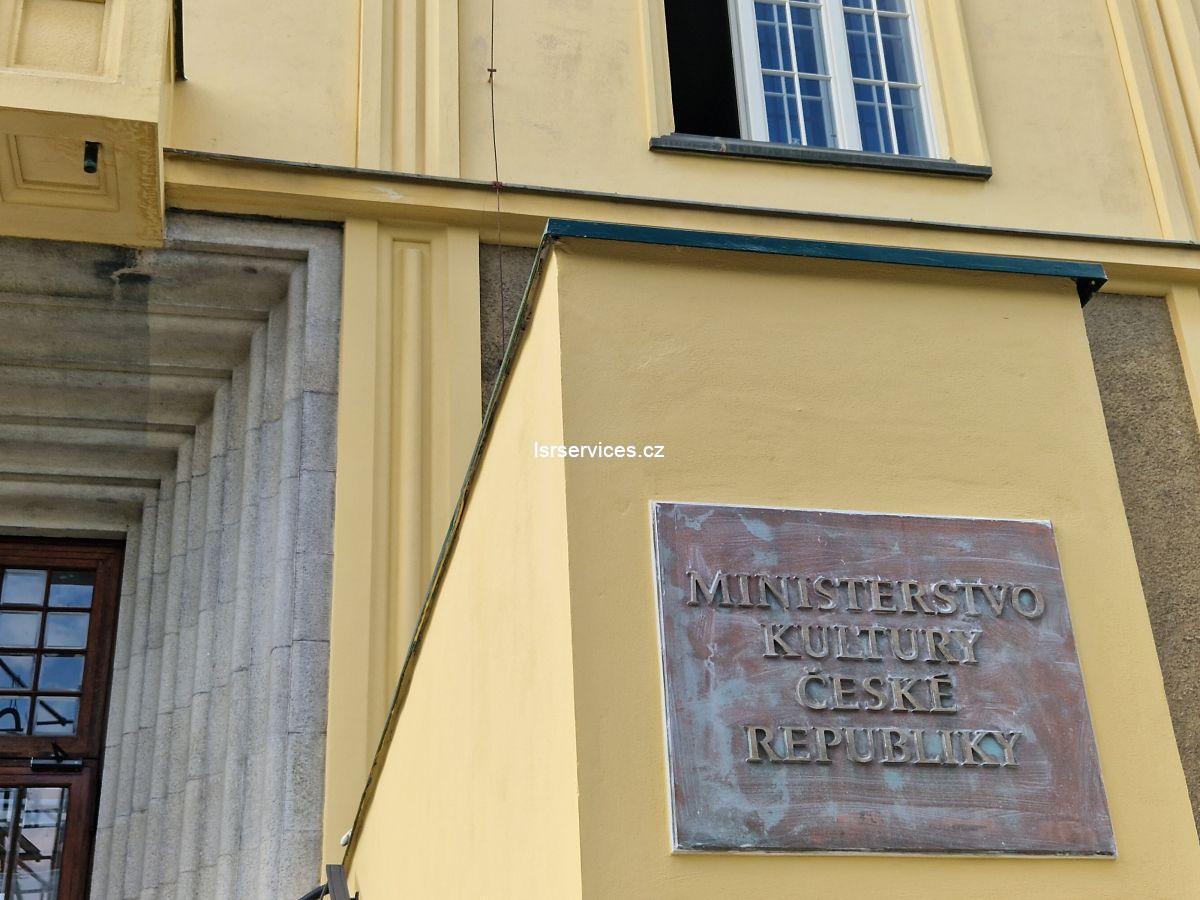 lsrservices.cz
MINISTERSTVO
KULTURY
ČESKÉ
REPUBLIKY